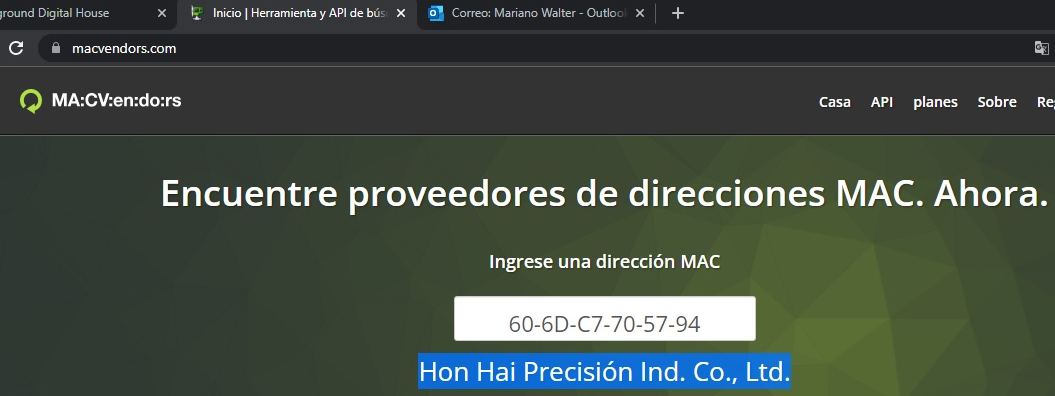 ground Digital House
Inicio | Herramienta y API de bús
Correo: Mariano Walter - Outloo
macvendors.com
MA:CV:en:do:rs
Casa API planes Sobre Re
Encuentre proveedores de direcciones MAC. Ahora.
Ingrese una dirección MAC
60-6D-C7-70-57-94
Hon Hai Precisión Ind. Co., Ltd.